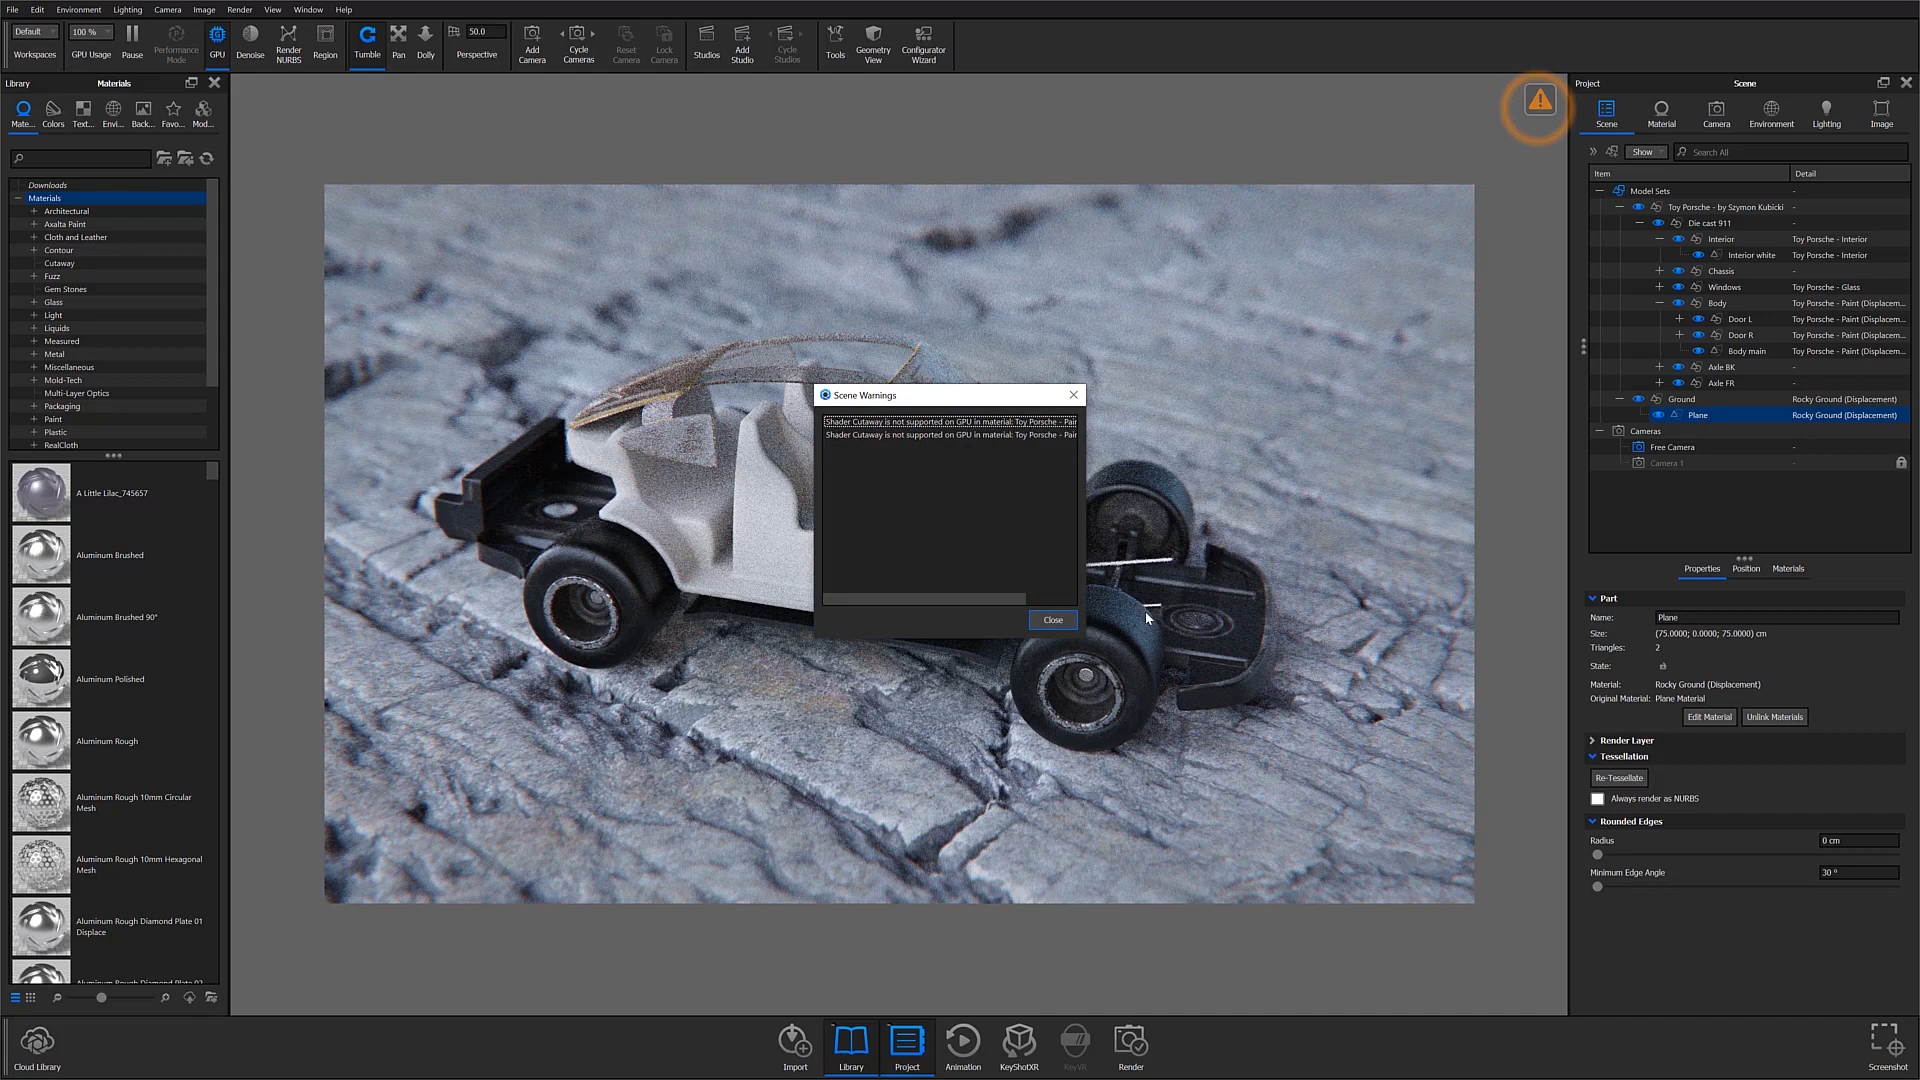 File Edit Environment Lighting Camera Image Render View Window Help
Default 100 % 50.0
Workspaces GPU Usage Pause Performance Mode GPU Denoise Render NURBS Region Tumble Pan Dolly Perspective Add Camera Cycle Cameras Reset Camera Lock Camera Studios Add Studio Cycle Studios Tools Geometry View Configurator Wizard
Library Materials
Mate... Colors Text... Envi... Back... Favo... Mod...
Downloads
Materials
Architectural
Axalta Paint
Cloth and Leather
Contour
Cutaway
Fuzz
Gem Stones
Glass
Light
Liquids
Measured
Metal
Miscellaneous
Mold-Tech
Multi-Layer Optics
Packaging
Paint
Plastic
RealCloth
A Little Lilac_745657
Aluminum Brushed
Aluminum Brushed 90°
Aluminum Polished
Aluminum Rough
Aluminum Rough 10mm Circular
Mesh
Aluminum Rough 10mm Hexagonal
Mesh
Aluminum Rough Diamond Plate 01
Displace
Scene Warnings
Shader Cutaway is not supported on GPU in material: Toy Porsche - Pair
Shader Cutaway is not supported on GPU in material: Toy Porsche - Pair
Close
Project Scene
Scene Material Camera Environment Lighting Image
Show Search All
Item Detail
Model Sets -
Toy Porsche - by Szymon Kubicki -
Die cast 911 -
Interior Toy Porsche - Interior
Interior white Toy Porsche - Interior
Chassis -
Windows Toy Porsche - Glass
Body Toy Porsche - Paint (Displacem...
Door L Toy Porsche - Paint (Displacem...
Door R Toy Porsche - Paint (Displacem...
Body main Toy Porsche - Paint (Displacem...
Axle BK -
Axle FR -
Ground Rocky Ground (Displacement)
Plane Rocky Ground (Displacement)
Cameras
Free Camera -
Camera 1 -
Properties Position Materials
Part
Name: Plane
Size: (75.0000; 0.0000; 75.0000) cm
Triangles: 2
State:
Material: Rocky Ground (Displacement)
Original Material: Plane Material
Edit Material Unlink Materials
Render Layer
Tessellation
Re-Tessellate
Always render as NURBS
Rounded Edges
Radius 0 cm
Minimum Edge Angle 30 °
Cloud Library Import Library Project Animation KeyShotXR KeyVR Render Screenshot